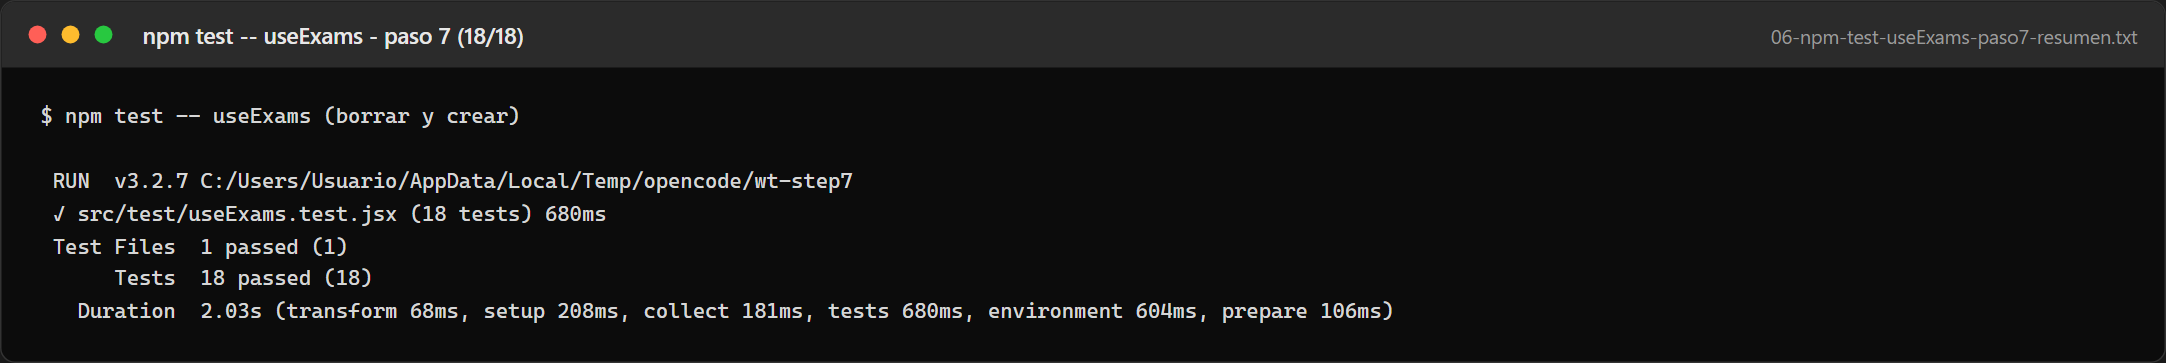 npm test -- useExams - paso 7 (18/18)
06-npm-test-useExams-paso7-resumen.txt
$ npm test -- useExams (borrar y crear)
RUN v3.2.7 C:/Users/Usuario/AppData/Local/Temp/opencode/wt-step7
√ src/test/useExams.test.jsx (18 tests) 680ms
Test Files 1 passed (1)
Tests 18 passed (18)
Duration 2.03s (transform 68ms, setup 208ms, collect 181ms, tests 680ms, environment 604ms, prepare 106ms)